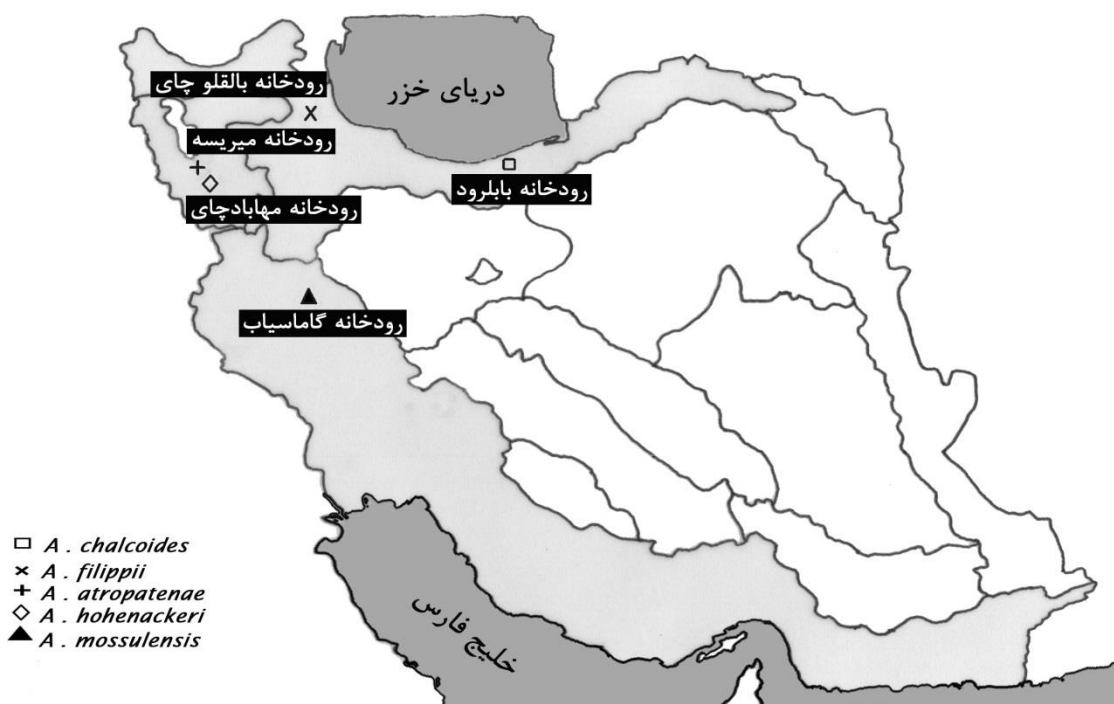 رودخانه بالقلو چای
دریای خزر
رودخانه میریسه
رودخانه بابلرود
رودخانه مهابادچای
رودخانه گاماسیاب
خلیج فارس
A . chalcoides
A . filippii
A . atropatenae
A . hohenackeri
A . mossulensis